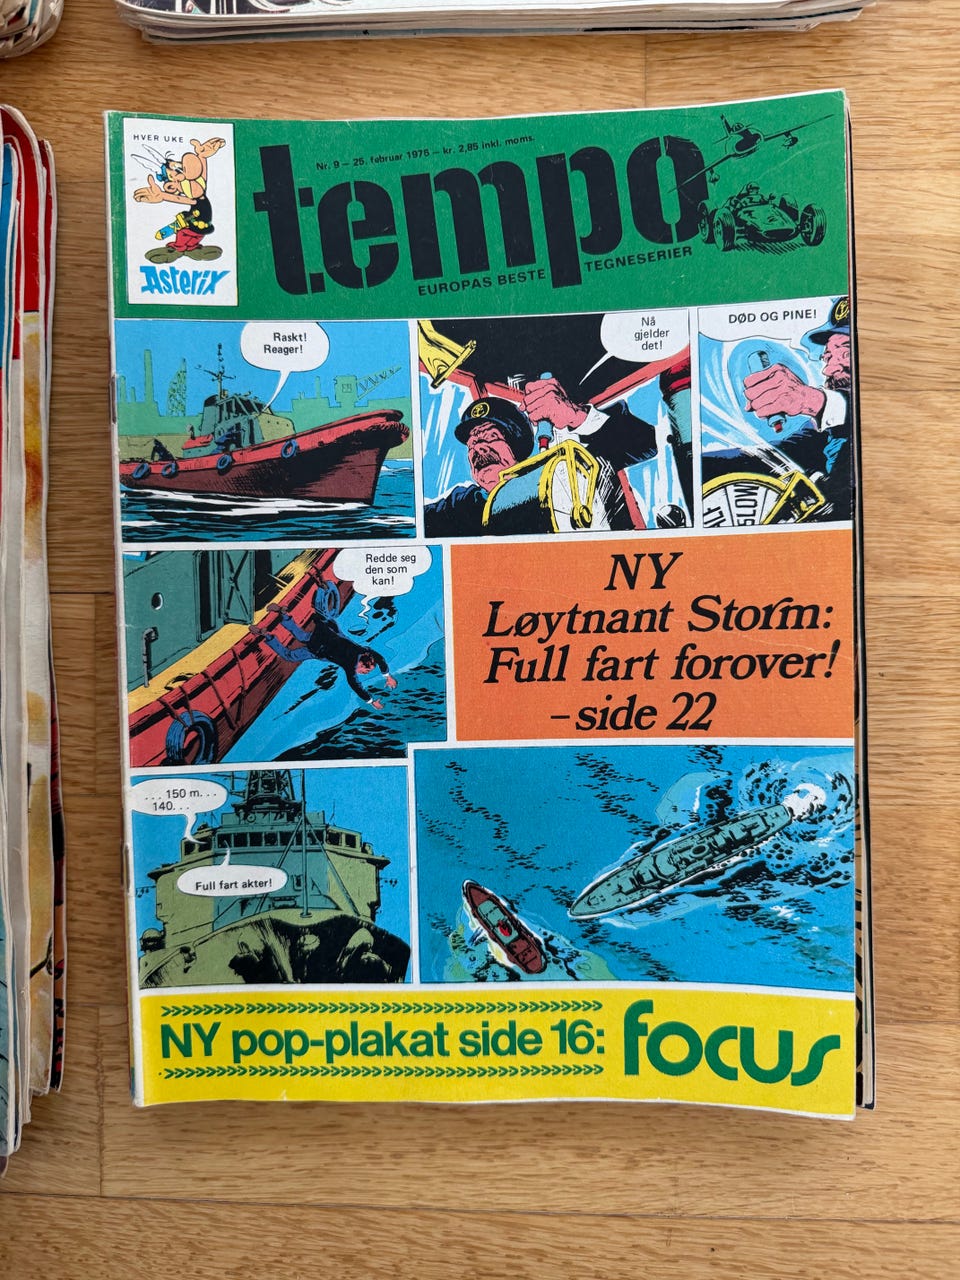 HVER UKE
Asterix
Nr. 9 – 25. februar 1975 – kr. 2,85 inkl. moms.
tempo
EUROPAS BESTE TEGNESERIER
Raskt!
Reager!
Nå
gjelder
det!
DØD OG PINE!
SLOW
Redde seg
den som
kan!
NY
Løytnant Storm:
Full fart forover!
– side 22
. . . 150 m. . .
140. . .
Full fart akter!
NY pop-plakat side 16:
focus